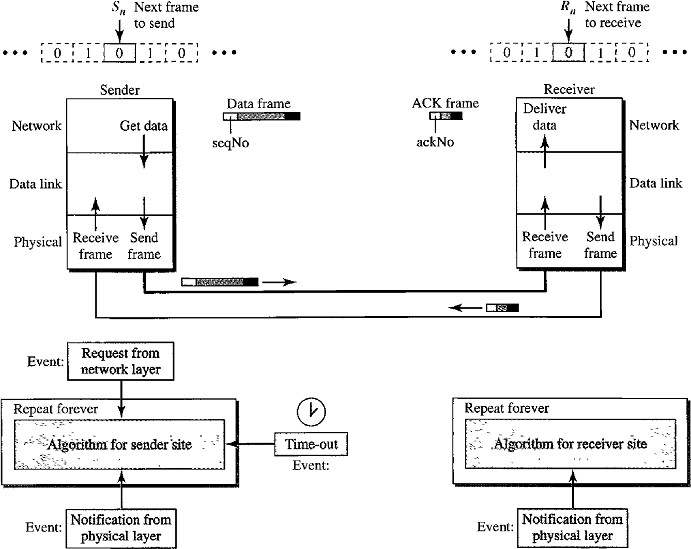 Sn Next frame
to send
Rn Next frame
to receive
••• 0 1 0 1 0 •••
••• 0 1 0 1 0 •••
Sender
Receiver
Data frame
ACK frame
seqNo
ackNo
Network
Get data
Deliver
data
Network
Data link
Data link
Physical
Receive
frame
Send
frame
Receive
frame
Send
frame
Physical
Event:
Request from
network layer
Repeat forever
Algorithm for sender site
Time-out
Event:
Event:
Notification from
physical layer
Repeat forever
Algorithm for receiver site
Event:
Notification from
physical layer